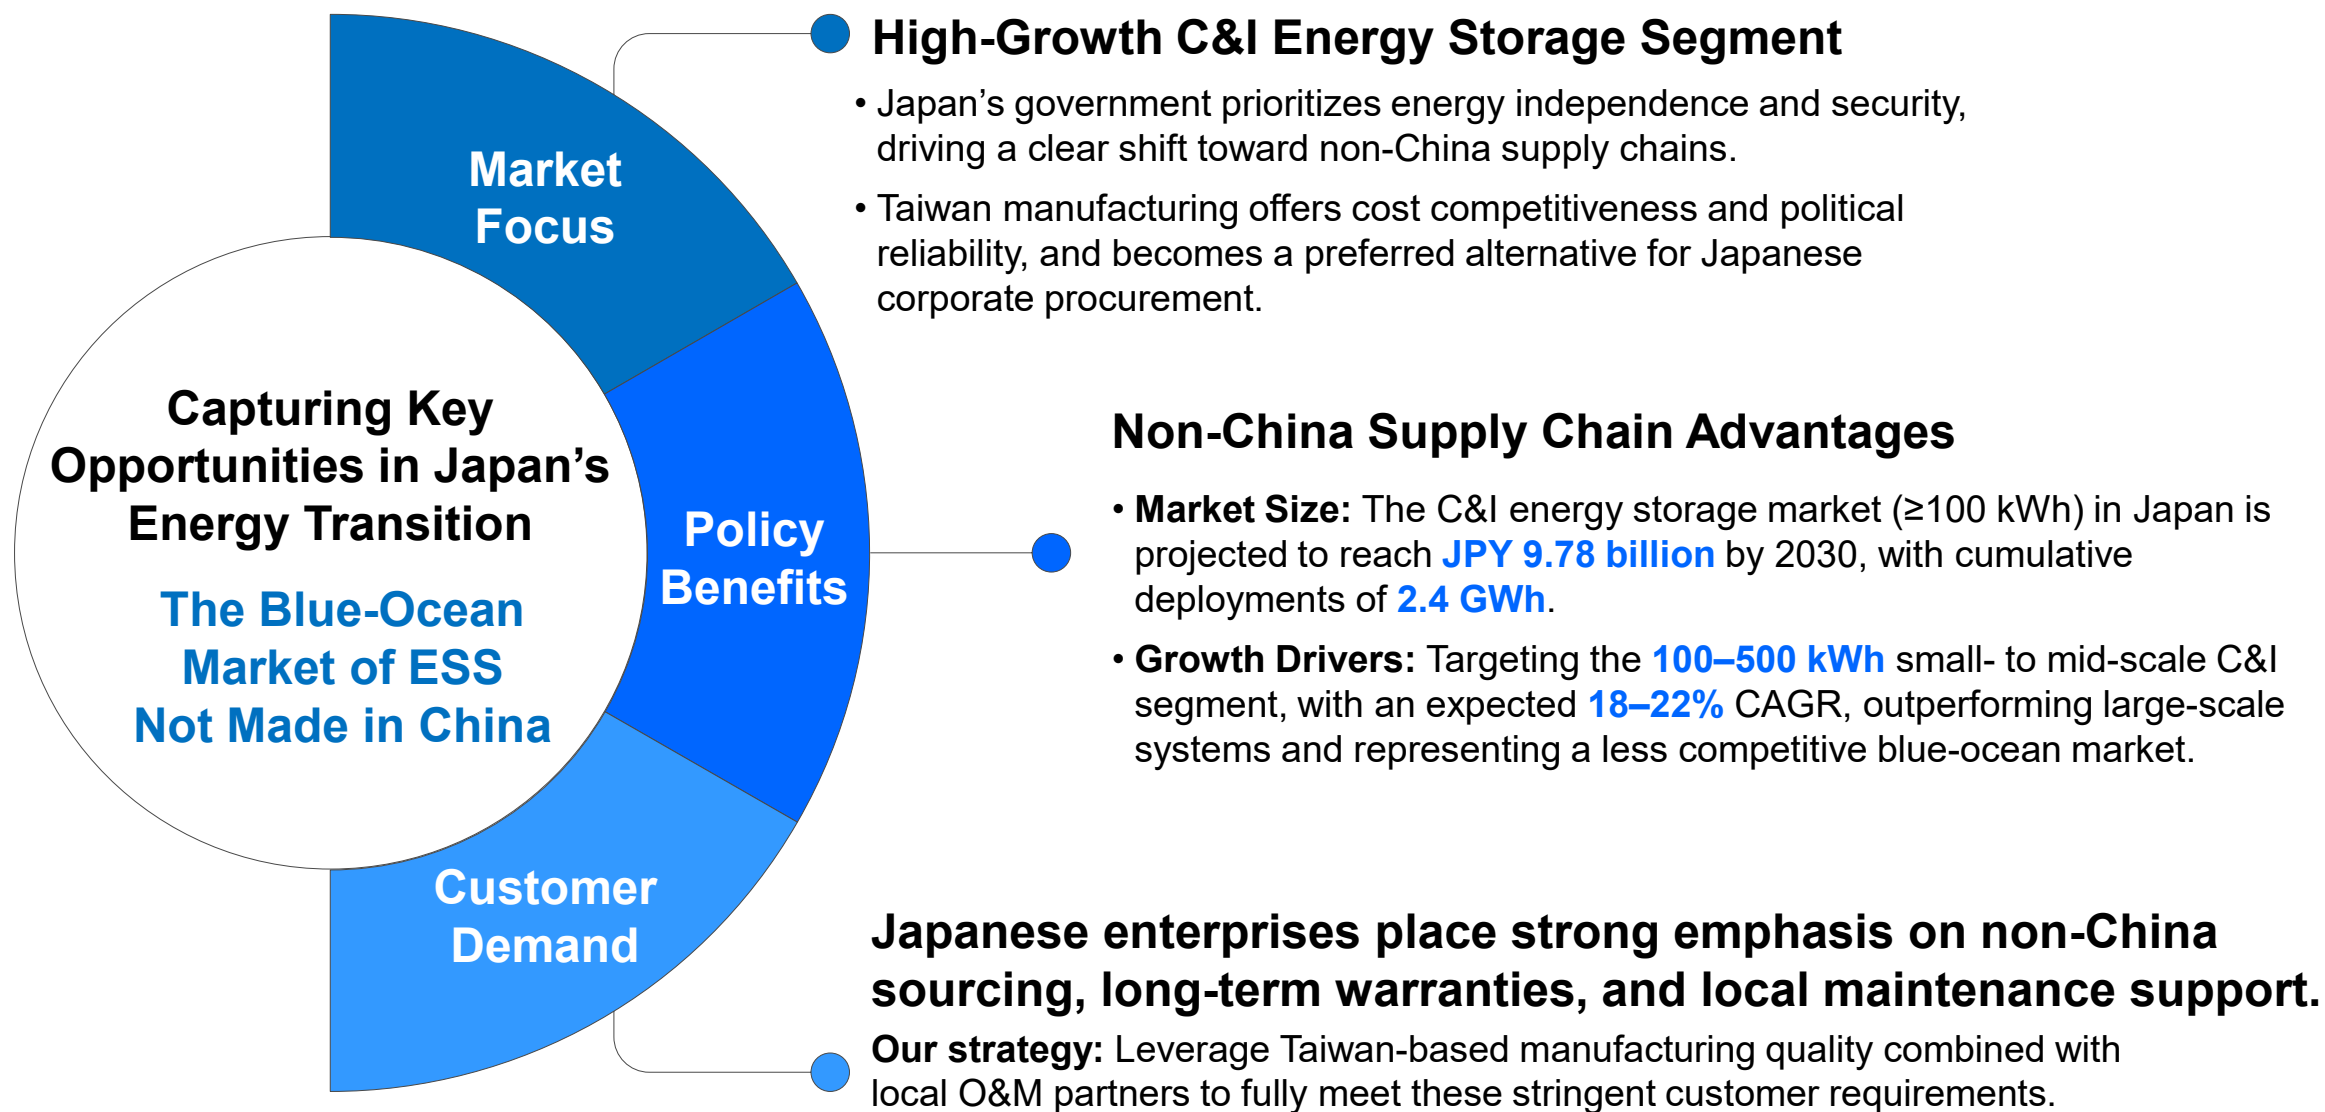 Capturing Key
Opportunities in Japan’s
Energy Transition
The Blue-Ocean
Market of ESS
Not Made in China
Market
Focus
High-Growth C&I Energy Storage Segment
• Japan’s government prioritizes energy independence and security,
driving a clear shift toward non-China supply chains.
• Taiwan manufacturing offers cost competitiveness and political
reliability, and becomes a preferred alternative for Japanese
corporate procurement.
Policy
Benefits
Non-China Supply Chain Advantages
• Market Size: The C&I energy storage market (≥100 kWh) in Japan is
projected to reach JPY 9.78 billion by 2030, with cumulative
deployments of 2.4 GWh.
• Growth Drivers: Targeting the 100–500 kWh small- to mid-scale C&I
segment, with an expected 18–22% CAGR, outperforming large-scale
systems and representing a less competitive blue-ocean market.
Customer
Demand
Japanese enterprises place strong emphasis on non-China
sourcing, long-term warranties, and local maintenance support.
Our strategy: Leverage Taiwan-based manufacturing quality combined with
local O&M partners to fully meet these stringent customer requirements.